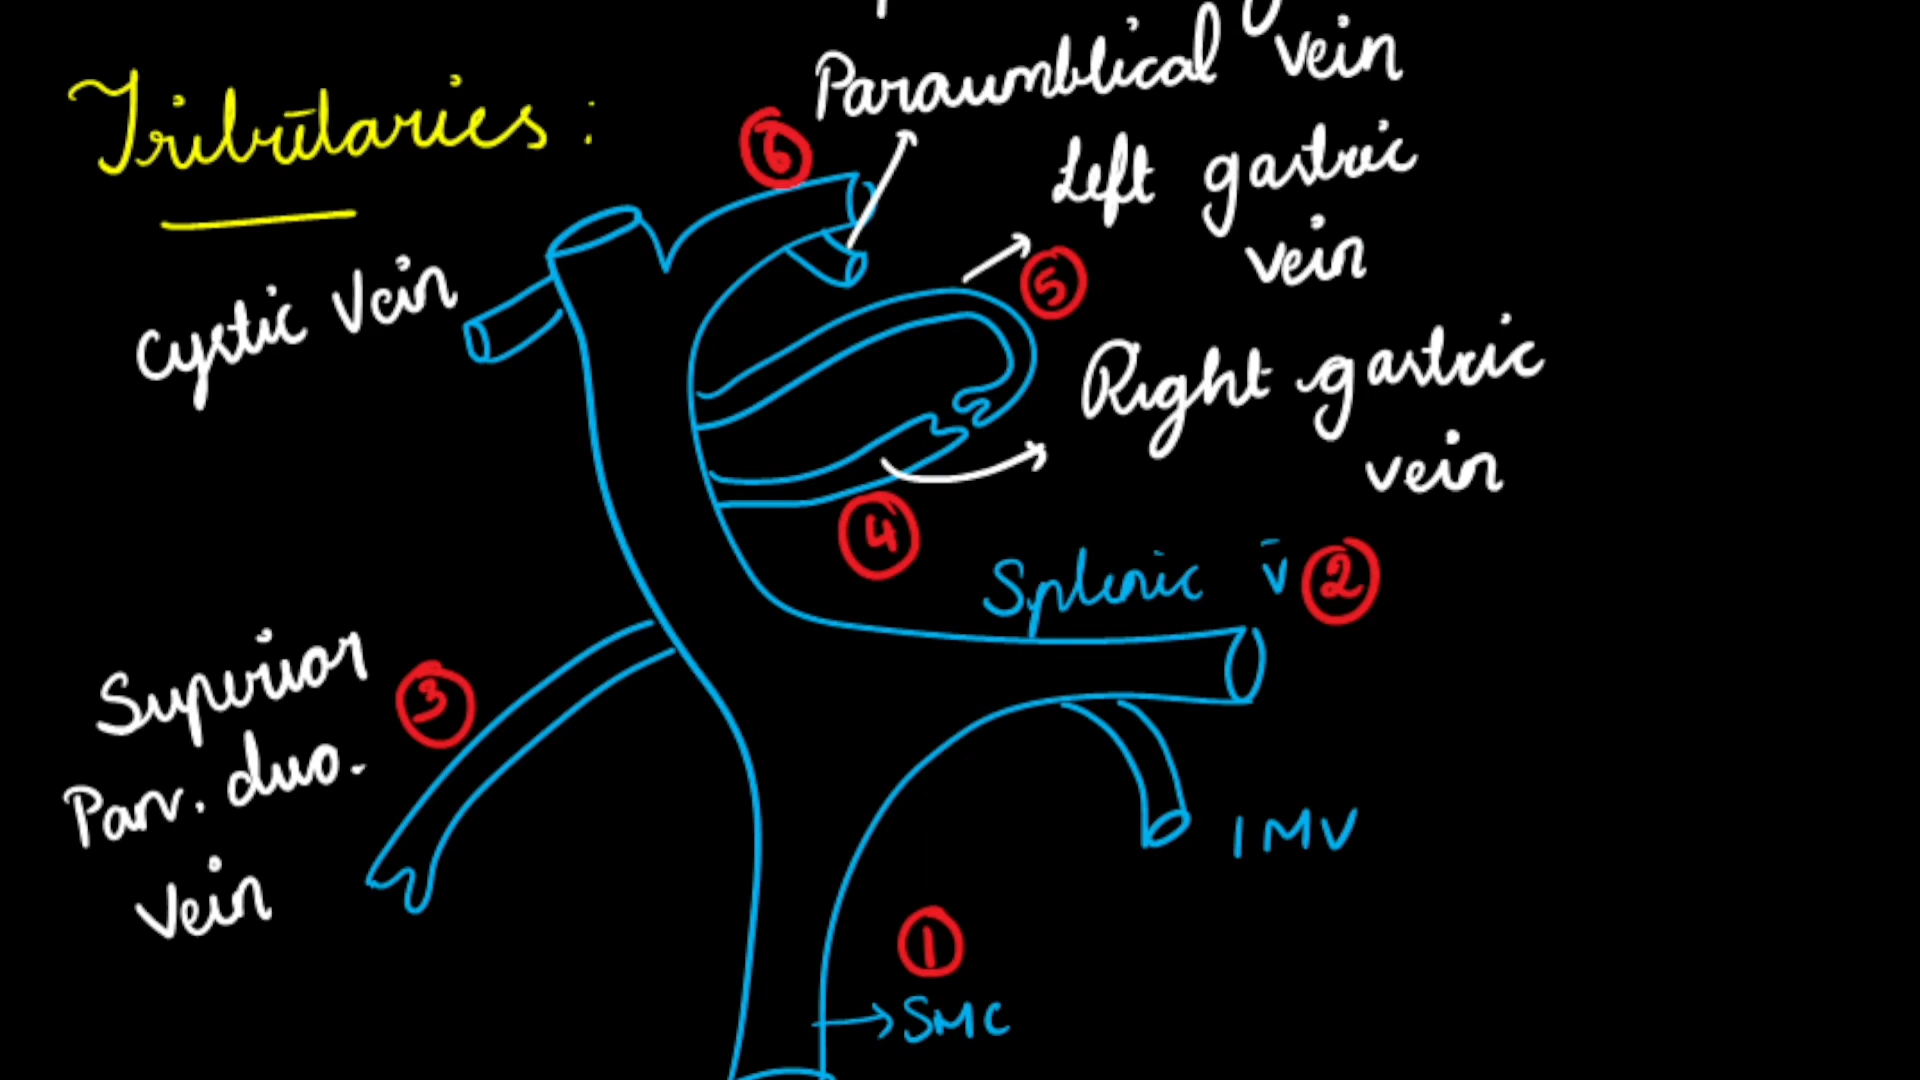 Tributaries :
Paraumblical vein
6
Left gastric
vein
5
Cystic Vein
Right gastric
vein
4
Splenic v
2
Superior
Pan. duo.
Vein
3
IMV
1
SMC